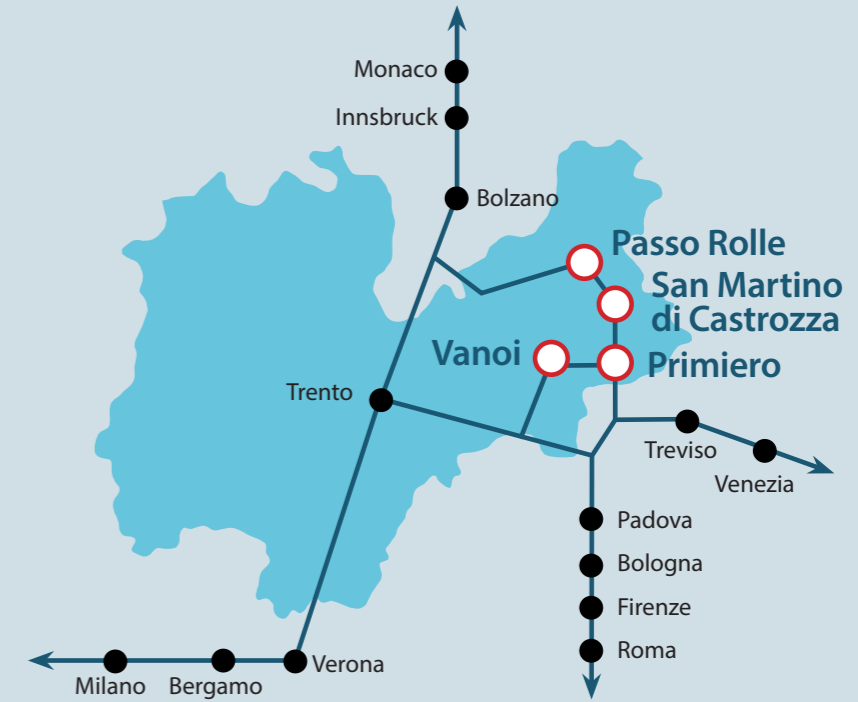 Monaco
Innsbruck
Bolzano
Passo Rolle
San Martino
di Castrozza
Vanoi
Primiero
Trento
Treviso
Venezia
Padova
Bologna
Firenze
Roma
Verona
Milano
Bergamo